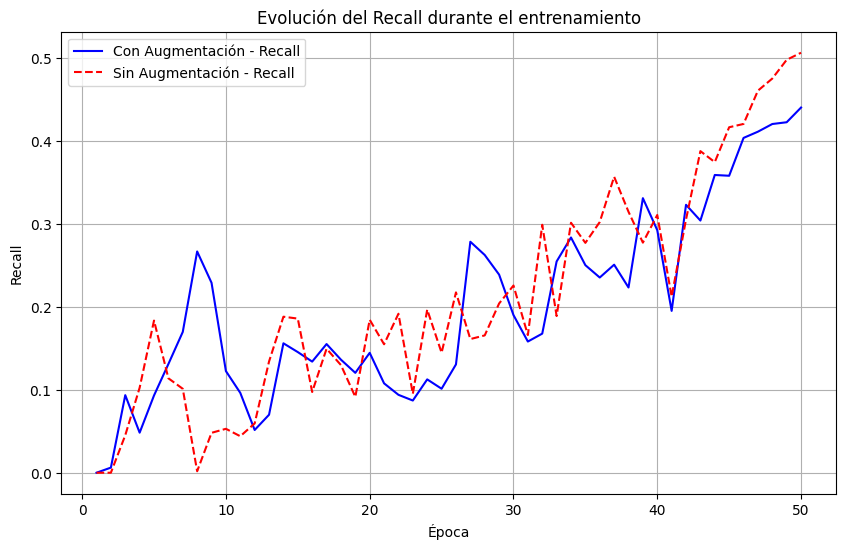 Evolución del Recall durante el entrenamiento
Con Augmentación - Recall
Sin Augmentación - Recall
0.5
0.4
0.3
0.2
0.1
0.0
Recall
0 10 20 30 40 50
Época